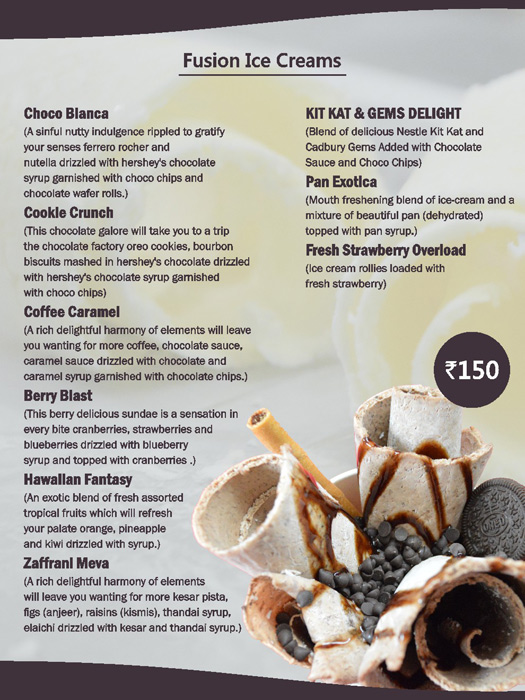 Fusion Ice Creams
Choco Blanca
(A sinful nutty indulgence rippled to gratify
your senses ferrero rocher and
nutella drizzled with hershey's chocolate
syrup garnished with choco chips and
chocolate wafer rolls.)
Cookie Crunch
(This chocolate galore will take you to a trip
the chocolate factory oreo cookies, bourbon
biscuits mashed in hershey's chocolate drizzled
with hershey's chocolate syrup garnished
with choco chips)
Coffee Caramel
(A rich delightful harmony of elements will leave
you wanting for more coffee, chocolate sauce,
caramel sauce drizzled with chocolate and
caramel syrup garnished with chocolate chips.)
Berry Blast
(This berry delicious sundae is a sensation in
every bite cranberries, strawberries and
blueberries drizzled with blueberry
syrup and topped with cranberries .)
Hawaiian Fantasy
(An exotic blend of fresh assorted
tropical fruits which will refresh
your palate orange, pineapple
and kiwi drizzled with syrup.)
Zaffrani Meva
(A rich delightful harmony of elements
will leave you wanting for more kesar pista,
figs (anjeer), raisins (kismis), thandai syrup,
elaichi drizzled with kesar and thandai syrup.)
KIT KAT & GEMS DELIGHT
(Blend of delicious Nestle Kit Kat and
Cadbury Gems Added with Chocolate
Sauce and Choco Chips)
Pan Exotica
(Mouth freshening blend of ice-cream and a
mixture of beautiful pan (dehydrated)
topped with pan syrup.)
Fresh Strawberry Overload
(ice cream rollies loaded with
fresh strawberry)
₹150